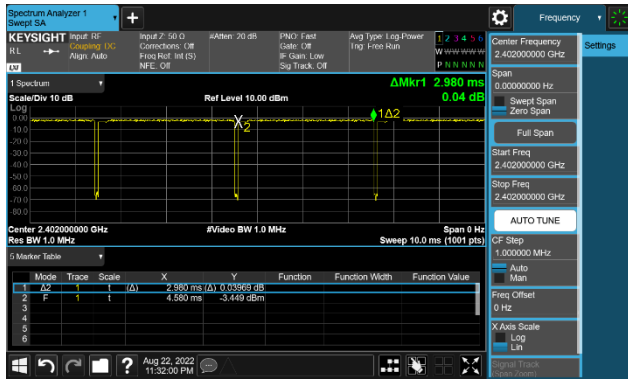 Spectrum Analyzer 1
Swept SA
+
Frequency
KEYSIGHT
Input: RF
Coupling: DC
Align: Auto
Input Z: 50 Ω
Corrections: Off
Freq Ref: Int (S)
NFE: Off
#Atten: 20 dB
PNO: Fast
Gate: Off
IF Gain: Low
Sig Track: Off
Avg Type: Log-Power
Trig: Free Run
1 2 3 4 5 6
W W W W W W
P N N N N N
RL
LXI
1 Spectrum
Scale/Div 10 dB
Ref Level 10.00 dBm
ΔMkr1 2.980 ms
0.04 dB
Log
0.00
-10.0
-20.0
-30.0
-40.0
-50.0
-60.0
-70.0
-80.0
X2
1Δ2
Center 2.402000000 GHz
Res BW 1.0 MHz
#Video BW 1.0 MHz
Span 0 Hz
Sweep 10.0 ms (1001 pts)
5 Marker Table
Mode Trace Scale X Y Function Function Width Function Value
1 Δ2 1 t (Δ) 2.980 ms (Δ) 0.03969 dB
2 F 1 t 4.580 ms -3.449 dBm
3
4
5
6
Aug 22, 2022
11:32:00 PM
?
Center Frequency
2.402000000 GHz
Settings
Span
0.00000000 Hz
Swept Span
Zero Span
Full Span
Start Freq
2.402000000 GHz
Stop Freq
2.402000000 GHz
AUTO TUNE
CF Step
1.000000 MHz
Auto
Man
Freq Offset
0 Hz
X Axis Scale
Log
Lin
Signal Track
(Span Zoom)